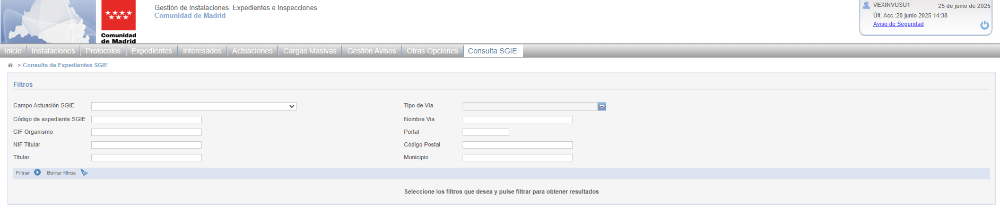 Gestión de Instalaciones, Expedientes e Inspecciones
Comunidad de Madrid
Comunidad
de Madrid
VEXINVUSU1
25 de junio de 2025
Últ. Acc.:20 junio 2025 14:38
Aviso de Seguridad
Inicio Instalaciones Protocolos Expedientes Interesados Actuaciones Cargas Masivas Gestión Avisos Otras Opciones Consulta SGIE
> Consulta de Expedientes SGIE
Filtros
Campo Actuación SGIE Tipo de Via
Código de expediente SGIE Nombre Via
CIF Organismo Portal
NIF Titular Código Postal
Titular Municipio
Filtrar Borrar filtros
Seleccione los filtros que desea y pulse filtrar para obtener resultados